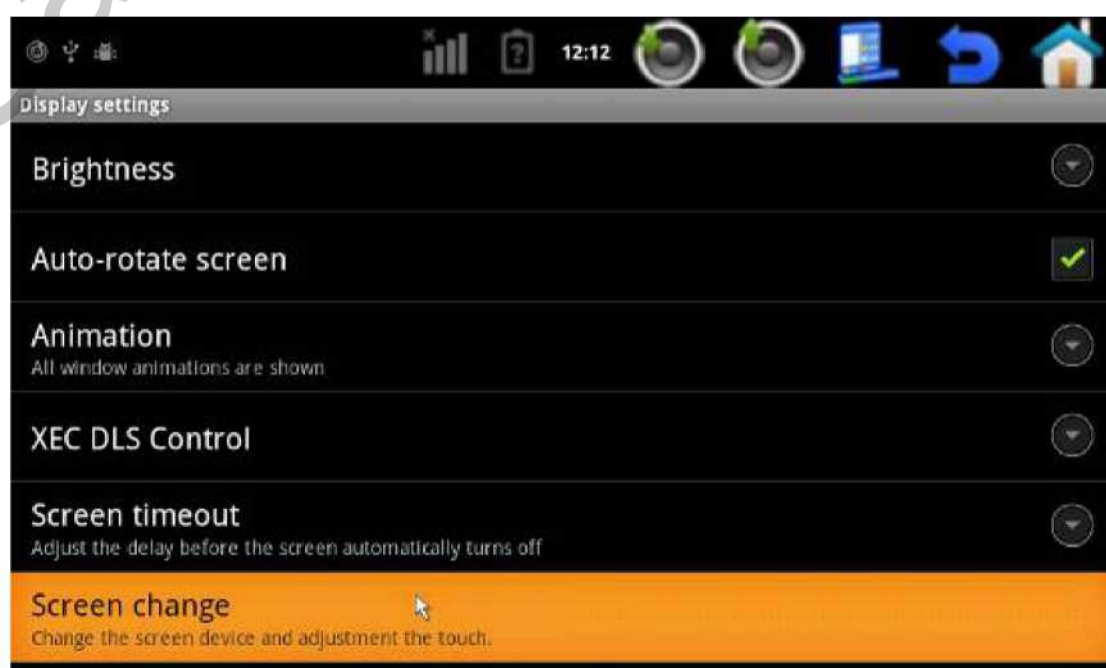 12:12
Display settings
Brightness
Auto-rotate screen
Animation
All window animations are shown
XEC DLS Control
Screen timeout
Adjust the delay before the screen automatically turns off
Screen change
Change the screen device and adjustment the touch.